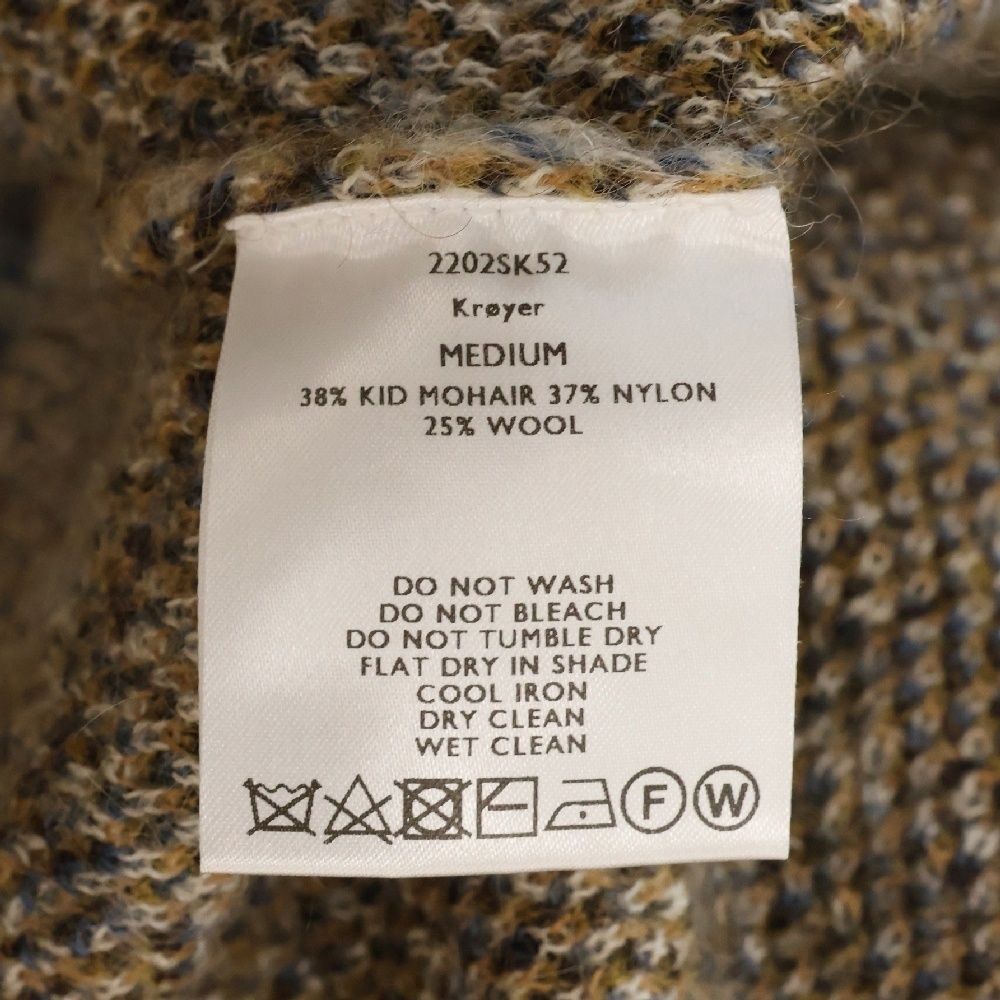 2202SK52
Krøyer
MEDIUM
38% KID MOHAIR 37% NYLON
25% WOOL
DO NOT WASH
DO NOT BLEACH
DO NOT TUMBLE DRY
FLAT DRY IN SHADE
COOL IRON
DRY CLEAN
WET CLEAN
F W